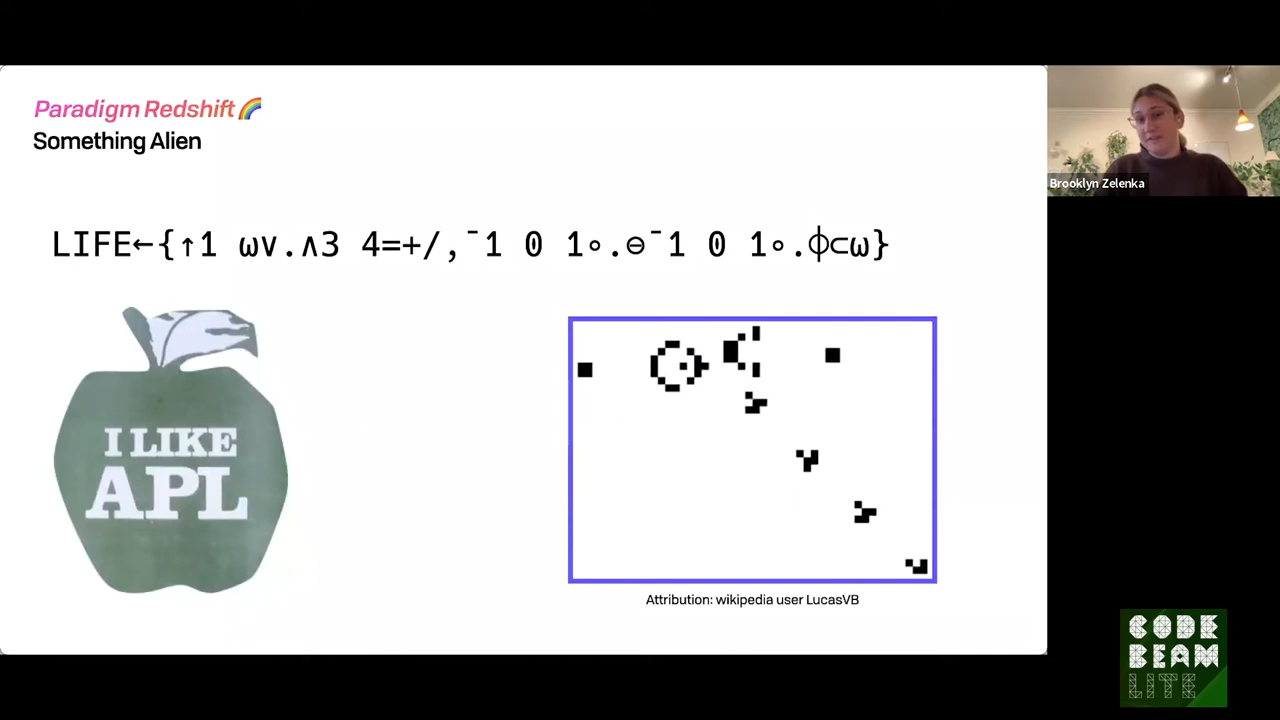 Paradigm Redshift🌈
Something Alien
LIFE←{↑1 ⍵∨.∧3 4=+/,¯1 0 1∘.⊖¯1 0 1∘.⌽⊂⍵}
I LIKE
APL
Attribution: wikipedia user LucasVB
Brooklyn Zelenka
CODE
BEAM
LITE